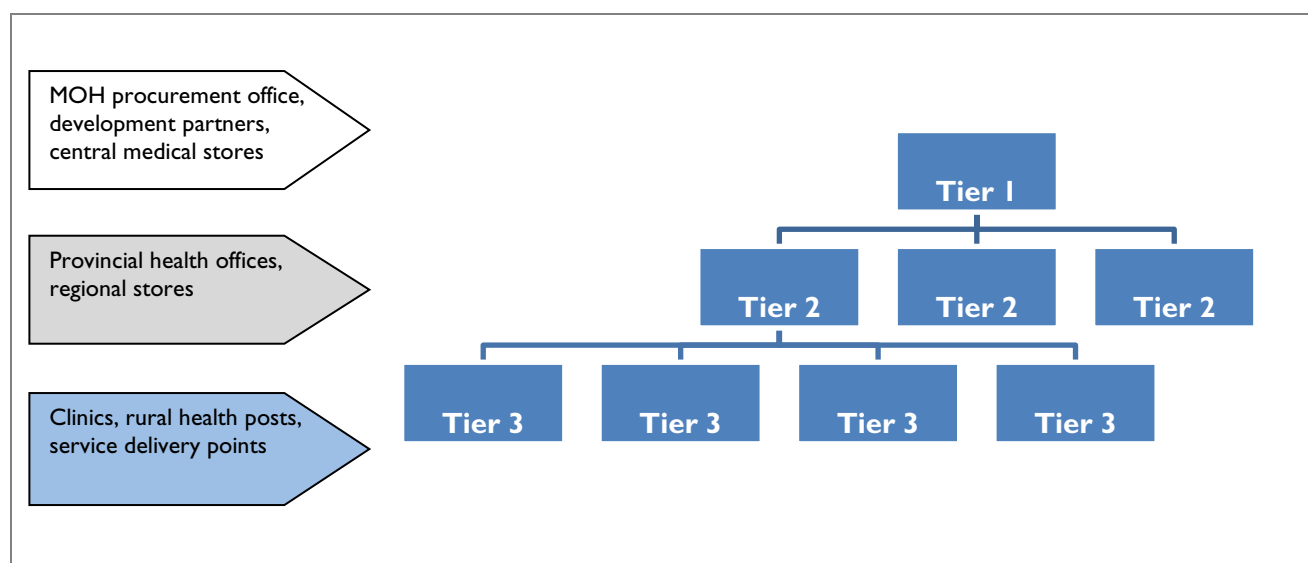 MOH procurement office,
development partners,
central medical stores
Tier 1
Provincial health offices,
regional stores
Tier 2
Tier 2
Tier 2
Clinics, rural health posts,
service delivery points
Tier 3
Tier 3
Tier 3
Tier 3